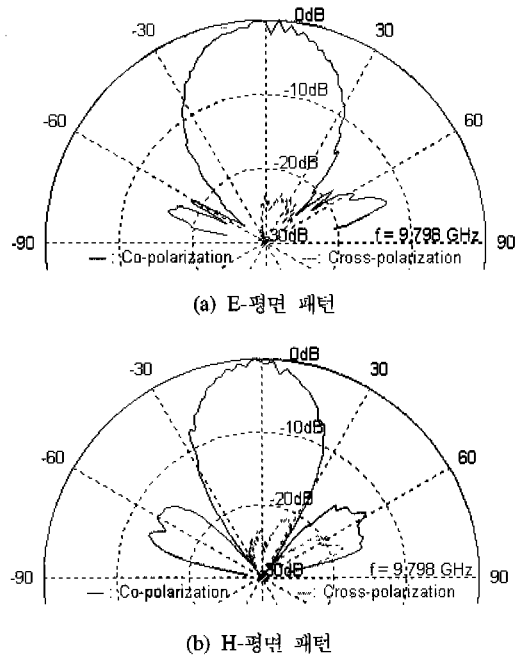 0dB
-30 30
-10dB
-60 60
-20dB
-90 -30dB f = 9.798 GHz 90
— : Co-polarization --- : Cross-polarization
(a) E-평면 패턴
0dB
-30 30
-10dB
-60 60
-20dB
-90 -30dB f = 9.798 GHz 90
— : Co-polarization --- : Cross-polarization
(b) H-평면 패턴